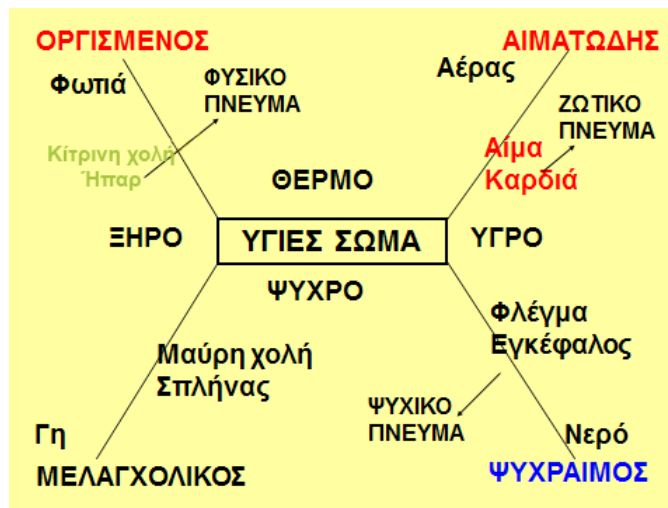 ΟΡΓΙΣΜΕΝΟΣ
Φωτιά
ΦΥΣΙΚΟ
ΠΝΕΥΜΑ
Κίτρινη χολή
Ήπαρ
ΑΙΜΑΤΩΔΗΣ
Αέρας
ΖΩΤΙΚΟ
ΠΝΕΥΜΑ
Αίμα
Καρδιά
ΘΕΡΜΟ
ΞΗΡΟ
ΥΓΙΕΣ ΣΩΜΑ
ΥΓΡΟ
ΨΥΧΡΟ
Μαύρη χολή
Σπλήνας
Γη
ΜΕΛΑΓΧΟΛΙΚΟΣ
Φλέγμα
Εγκέφαλος
ΨΥΧΙΚΟ
ΠΝΕΥΜΑ
Νερό
ΨΥΧΡΑΙΜΟΣ